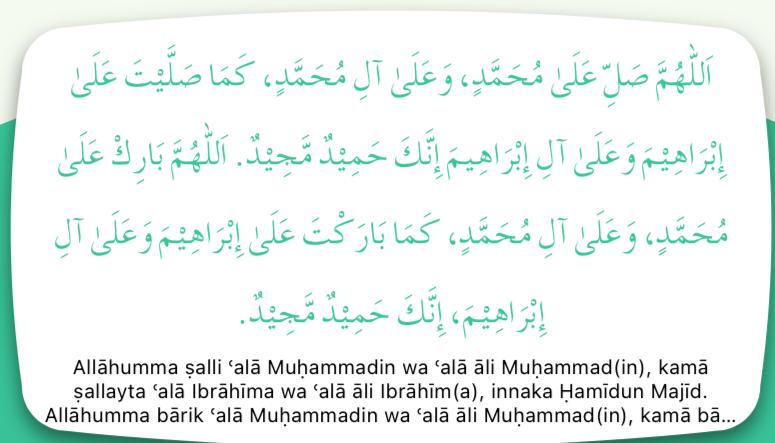 اَللّٰهُمَّ صَلِّ عَلَىٰ مُحَمَّدٍ، وَعَلَىٰ آلِ مُحَمَّدٍ، كَمَا صَلَّيْتَ عَلَىٰ
إِبْرَاهِيْمَ وَعَلَىٰ آلِ إِبْرَاهِيمَ إِنَّكَ حَمِيْدٌ مَّجِيْدٌ. اَللّٰهُمَّ بَارِكْ عَلَىٰ
مُحَمَّدٍ، وَعَلَىٰ آلِ مُحَمَّدٍ، كَمَا بَارَكْتَ عَلَىٰ إِبْرَاهِيْمَ وَعَلَىٰ آلِ
إِبْرَاهِيْمَ، إِنَّكَ حَمِيْدٌ مَّجِيْدٌ.
Allāhumma ṣalli ʿalā Muḥammadin wa ʿalā āli Muḥammad(in), kamā
ṣallayta ʿalā Ibrāhīma wa ʿalā āli Ibrāhīm(a), innaka Ḥamīdun Majīd.
Allāhumma bārik ʿalā Muḥammadin wa ʿalā āli Muḥammad(in), kamā bā...